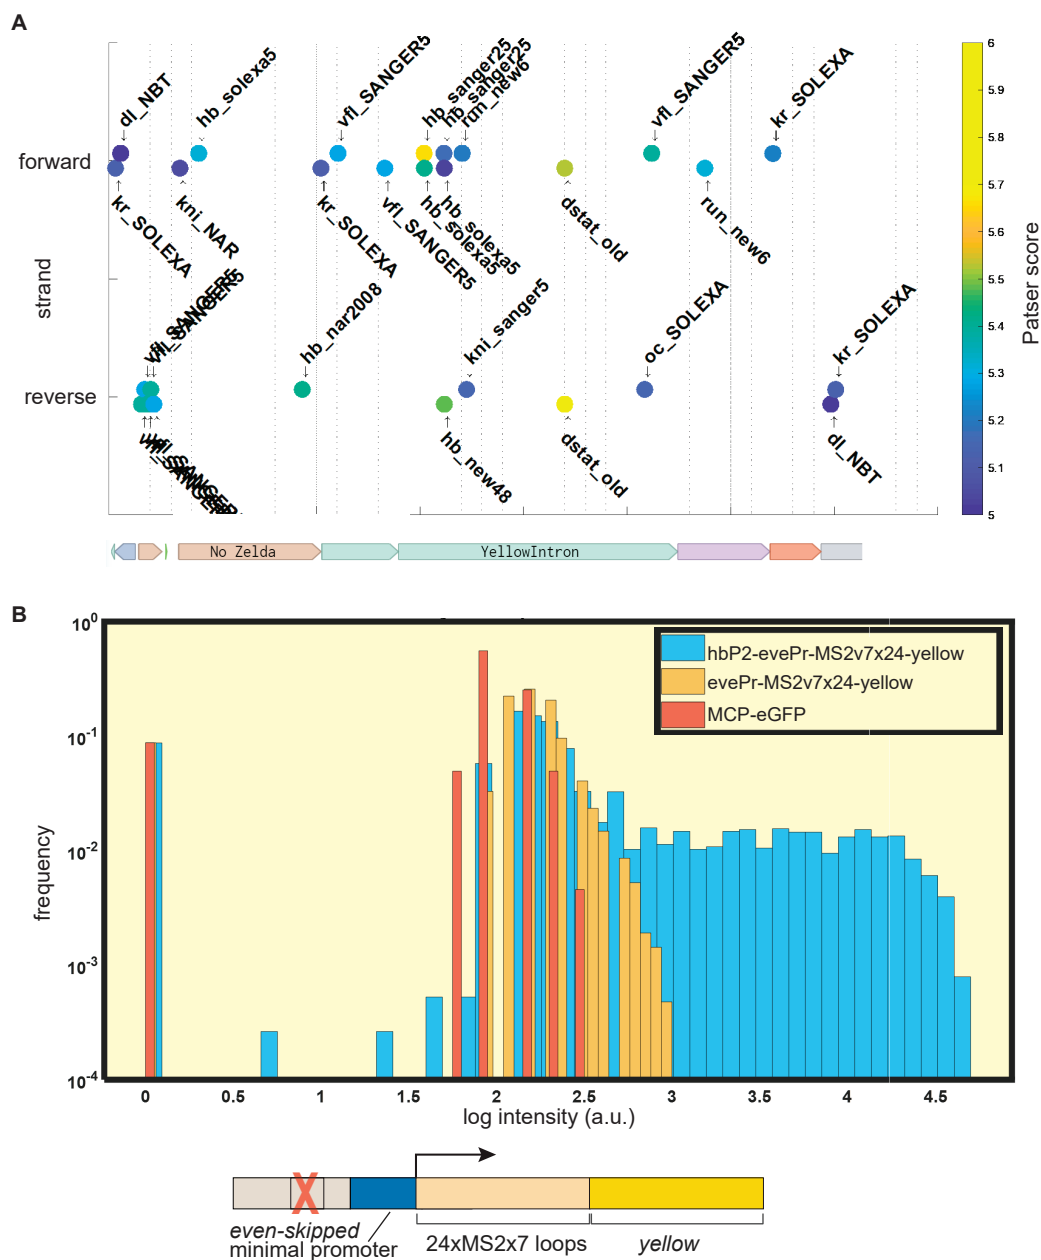 A
dl_NBT
hb_solexa5
vfl_SANGER5
hb_sanger25
hb_sanger25
run_new6
vfl_SANGER5
kr_SOLEXA
forward
kr_SOLEXA
kni_NAR
kr_SOLEXA
vfl_SANGER5
hb_solexa5
hb_solexa5
dstat_old
run_new6
strand
vfl_SANGER5
vfl_SANGER5
hb_nar2008
kni_sanger5
oc_SOLEXA
kr_SOLEXA
reverse
hb_new48
dstat_old
dl_NBT
6
5.9
5.8
5.7
5.6
5.5
5.4
5.3
5.2
5.1
5
Patser score
No Zelda
YellowIntron
B
10^0
10^-1
10^-2
10^-3
10^-4
frequency
hbP2-evePr-MS2v7x24-yellow
evePr-MS2v7x24-yellow
MCP-eGFP
0 0.5 1 1.5 2 2.5 3 3.5 4 4.5
log intensity (a.u.)
X
even-skipped
minimal promoter
24xMS2x7 loops
yellow